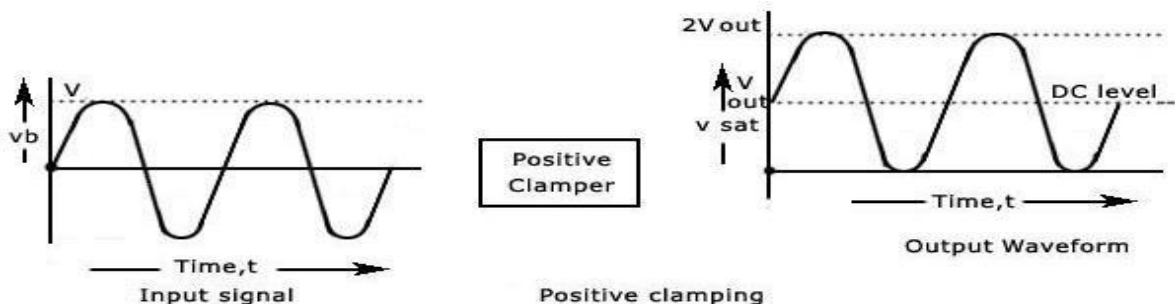 V
vb
Time,t
Input signal
Positive
Clamper
Positive clamping
2V out
V
out
v sat
DC level
Time,t
Output Waveform